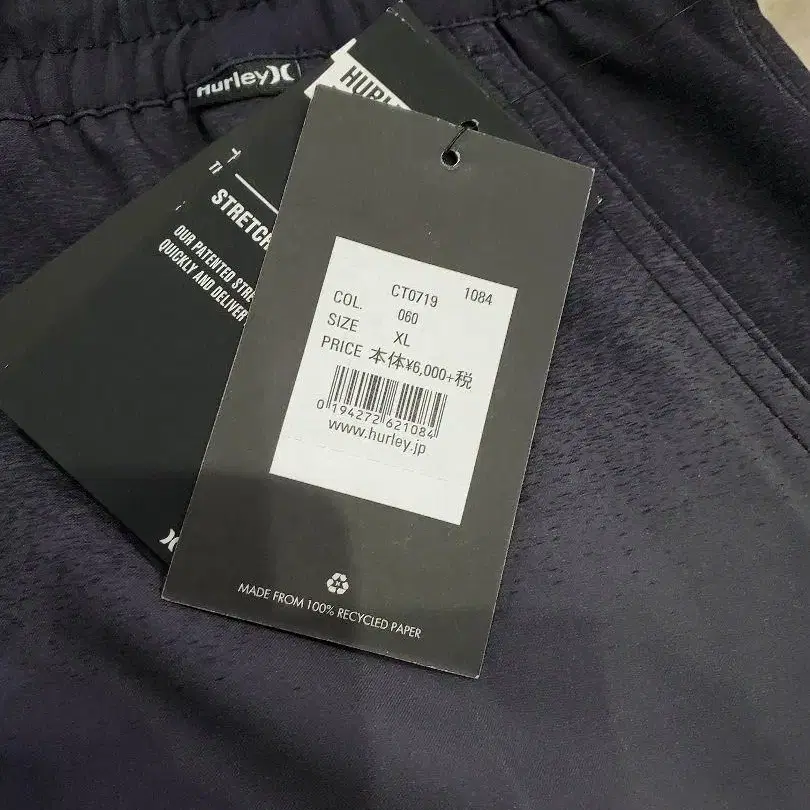 Hurley
HURL
STRETCH
OUR PATENTED STRE
QUICKLY AND DELIVER
CT0719 1084
COL. 060
SIZE XL
PRICE 本体¥6,000+税
0 194272 621084
www.hurley.jp
MADE FROM 100% RECYCLED PAPER